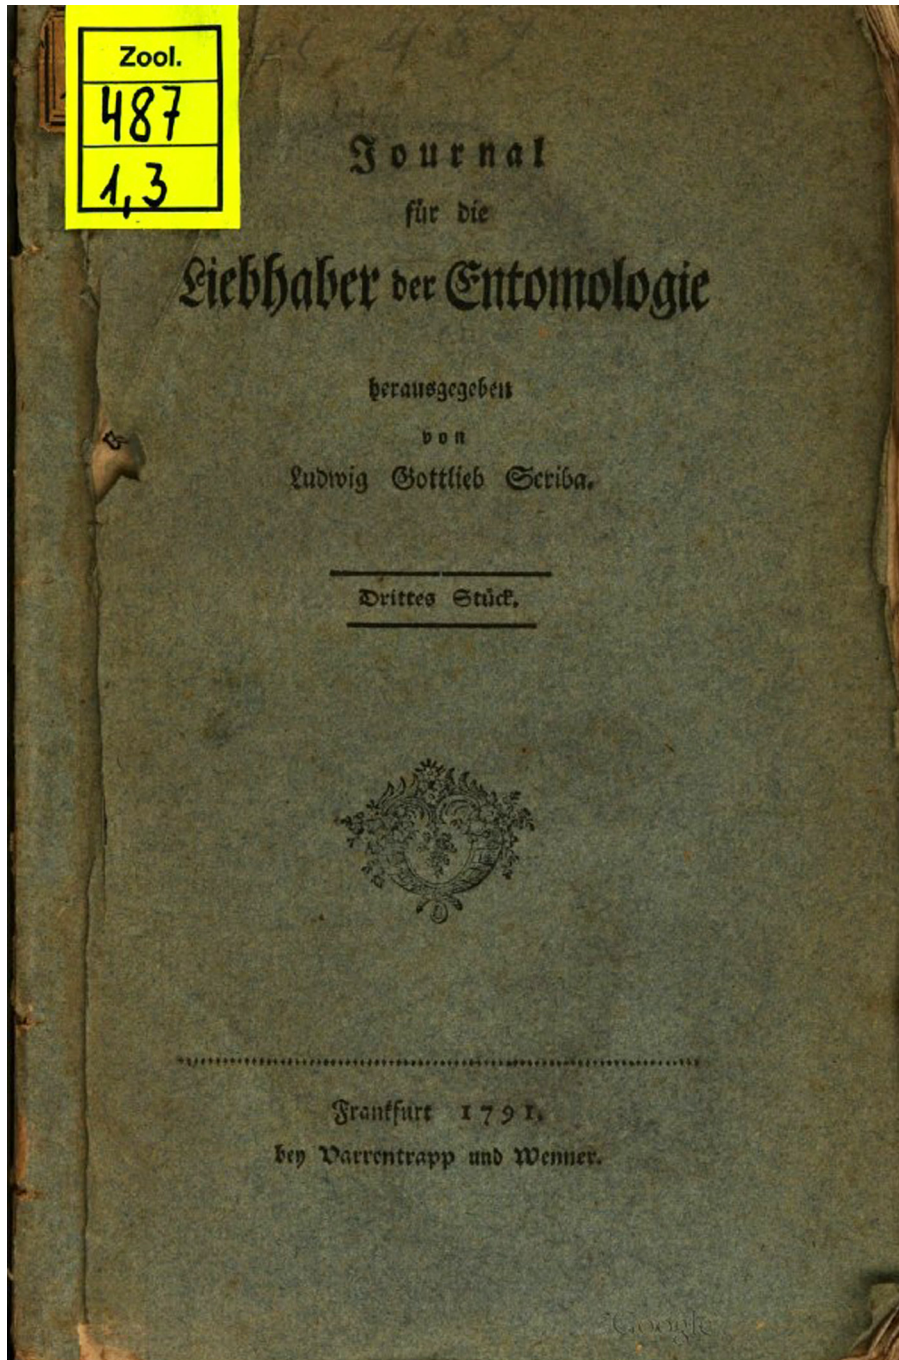 Zool.
487
1,3
Journal
für die
Liebhaber der Entomologie
herausgegeben
von
Ludwig Gottlieb Scriba.
Drittes Stück.
Frankfurt 1791.
bey Varrentrapp und Wenner.
Google